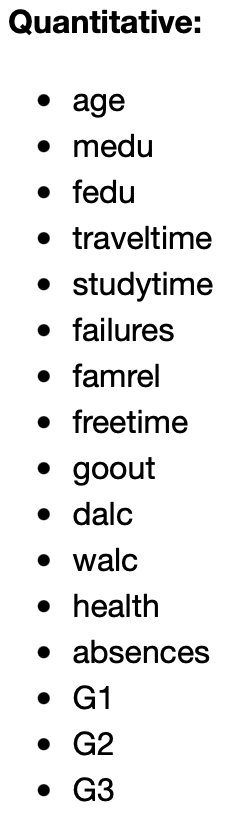 Quantitative:
• age
• medu
• fedu
• traveltime
• studytime
• failures
• famrel
• freetime
• goout
• dalc
• walc
• health
• absences
• G1
• G2
• G3